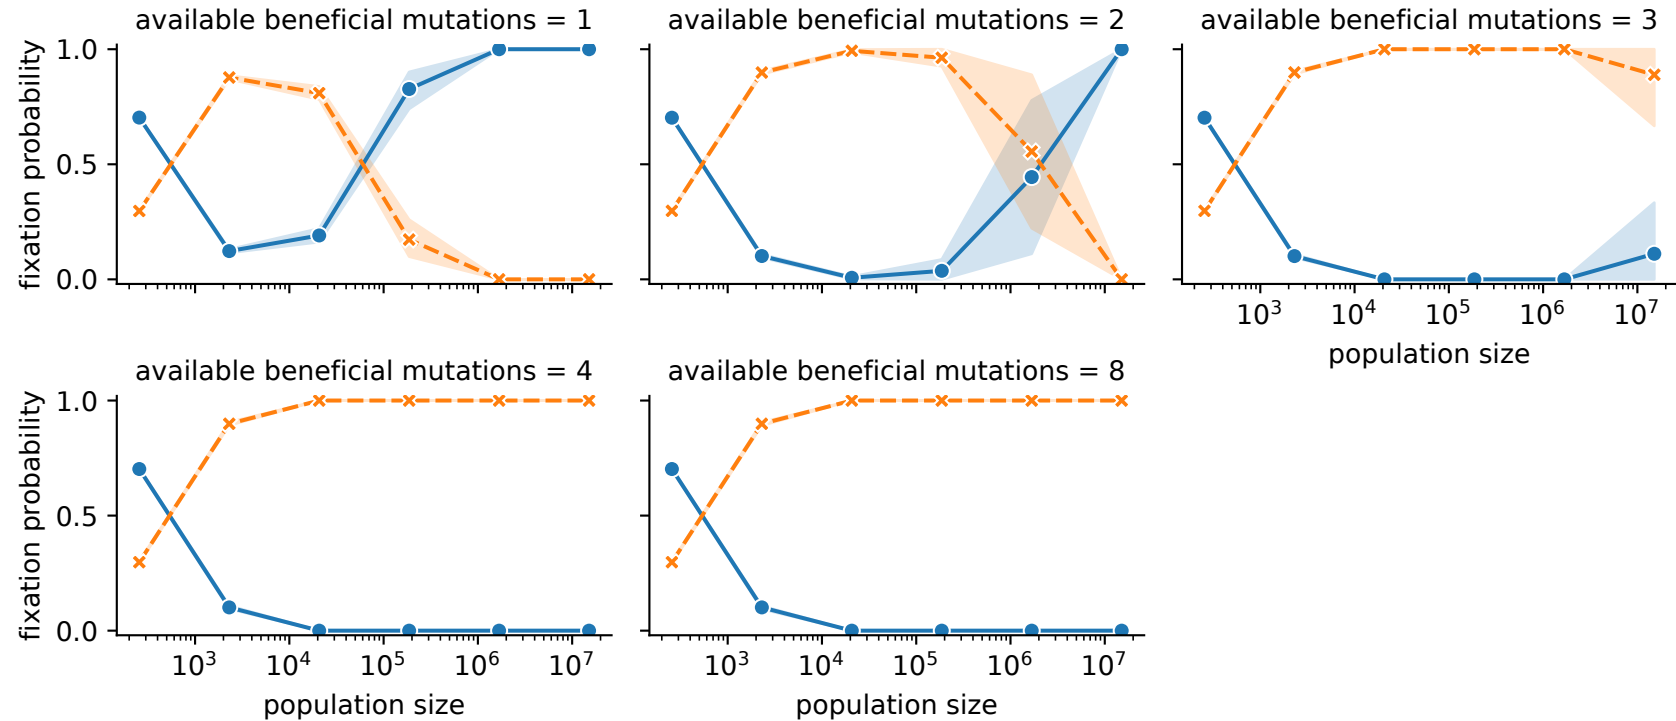 available beneficial mutations = 1
available beneficial mutations = 2
available beneficial mutations = 3
fixation probability
1.0
0.5
0.0
10³ 10⁴ 10⁵ 10⁶ 10⁷
population size
available beneficial mutations = 4
available beneficial mutations = 8
fixation probability
1.0
0.5
0.0
10³ 10⁴ 10⁵ 10⁶ 10⁷
10³ 10⁴ 10⁵ 10⁶ 10⁷
population size
population size